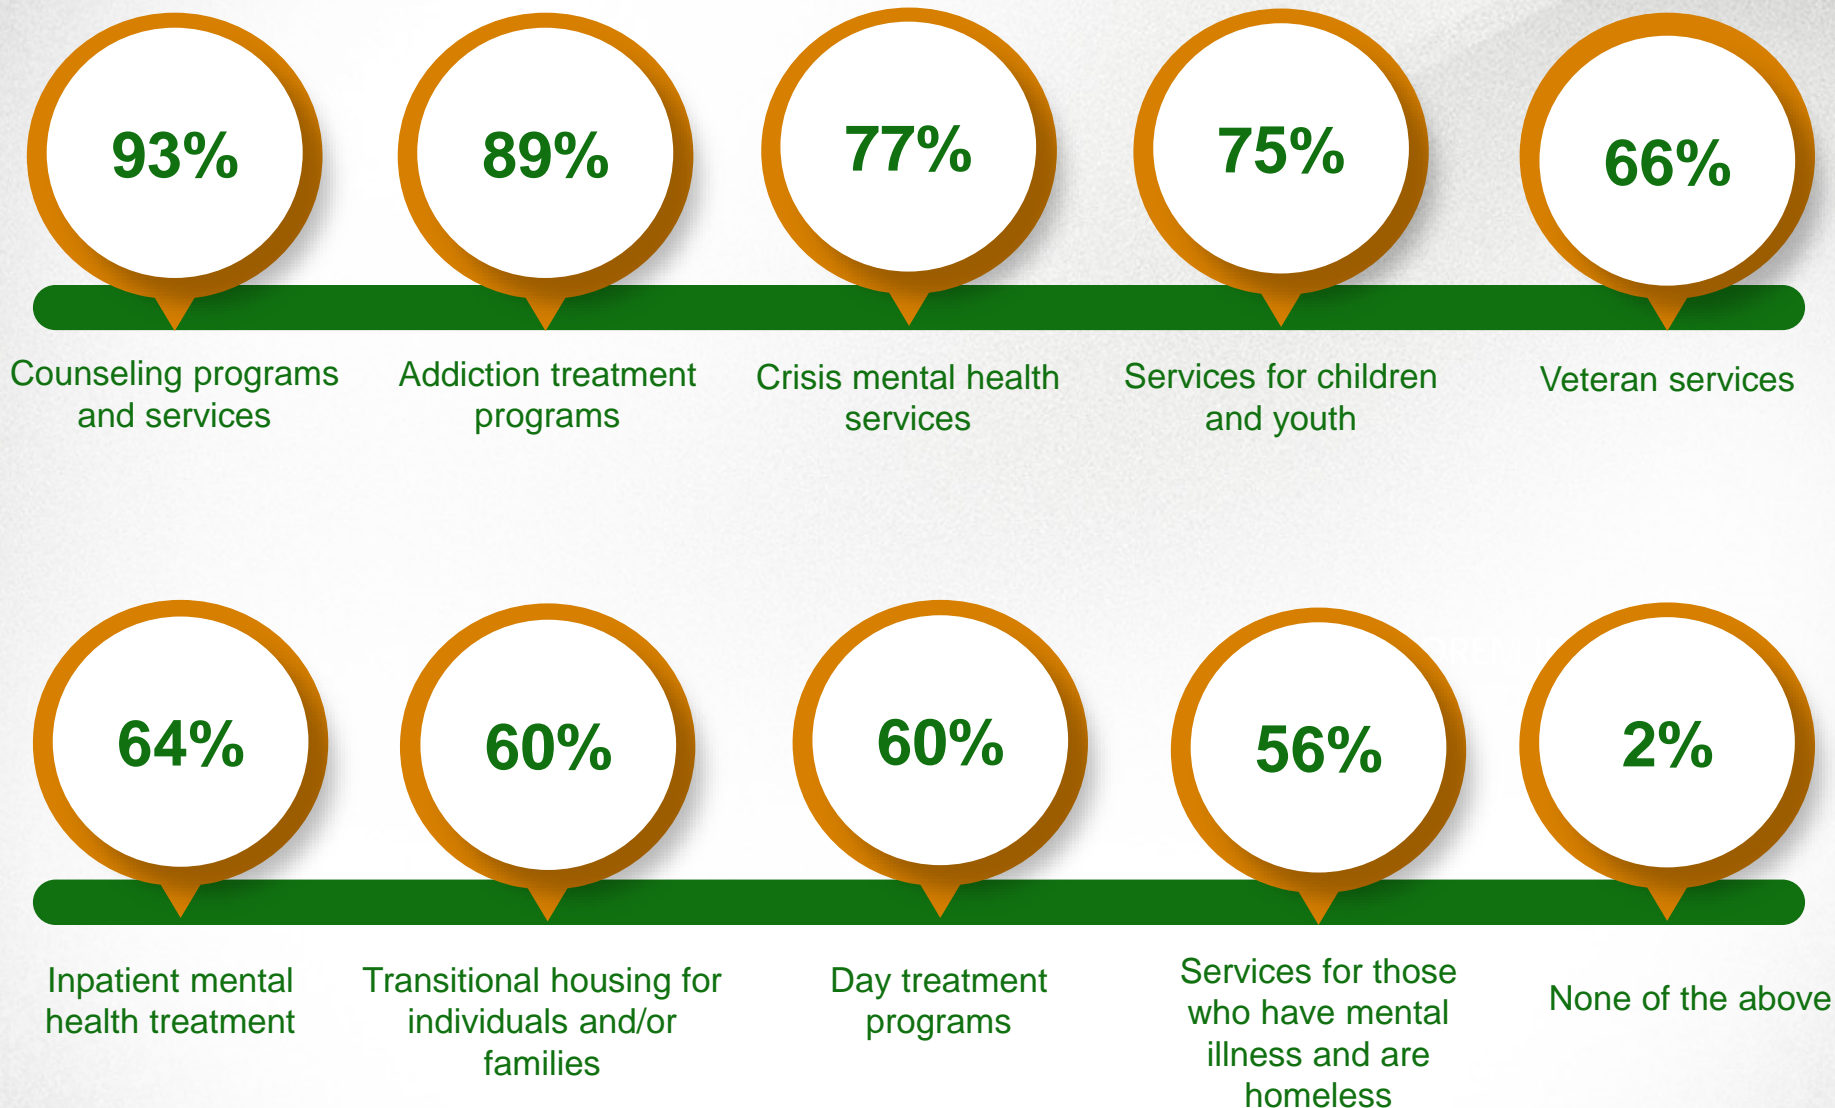 93%
89%
77%
75%
66%
Counseling programs
and services
Addiction treatment
programs
Crisis mental health
services
Services for children
and youth
Veteran services
64%
60%
60%
56%
2%
Inpatient mental
health treatment
Transitional housing for
individuals and/or
families
Day treatment
programs
Services for those
who have mental
illness and are
homeless
None of the above